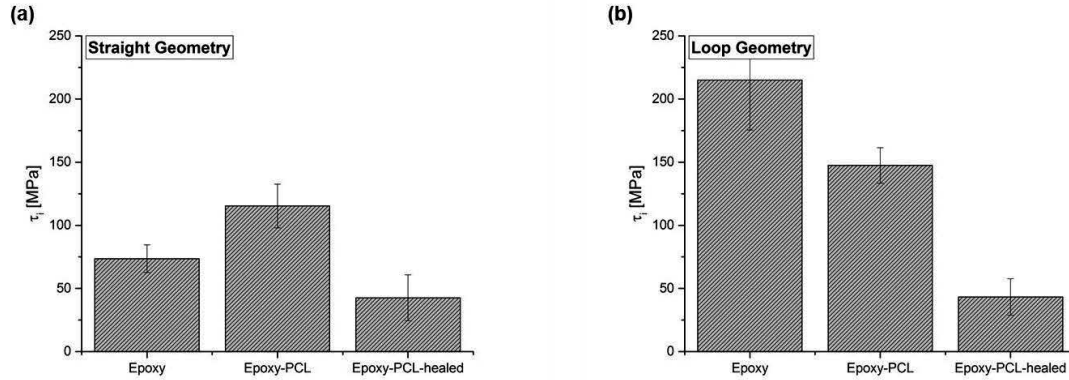 (a)
Straight Geometry
250
200
150
100
50
0
τi [MPa]
Epoxy
Epoxy-PCL
Epoxy-PCL-healed
(b)
Loop Geometry
250
200
150
100
50
0
τi [MPa]
Epoxy
Epoxy-PCL
Epoxy-PCL-healed